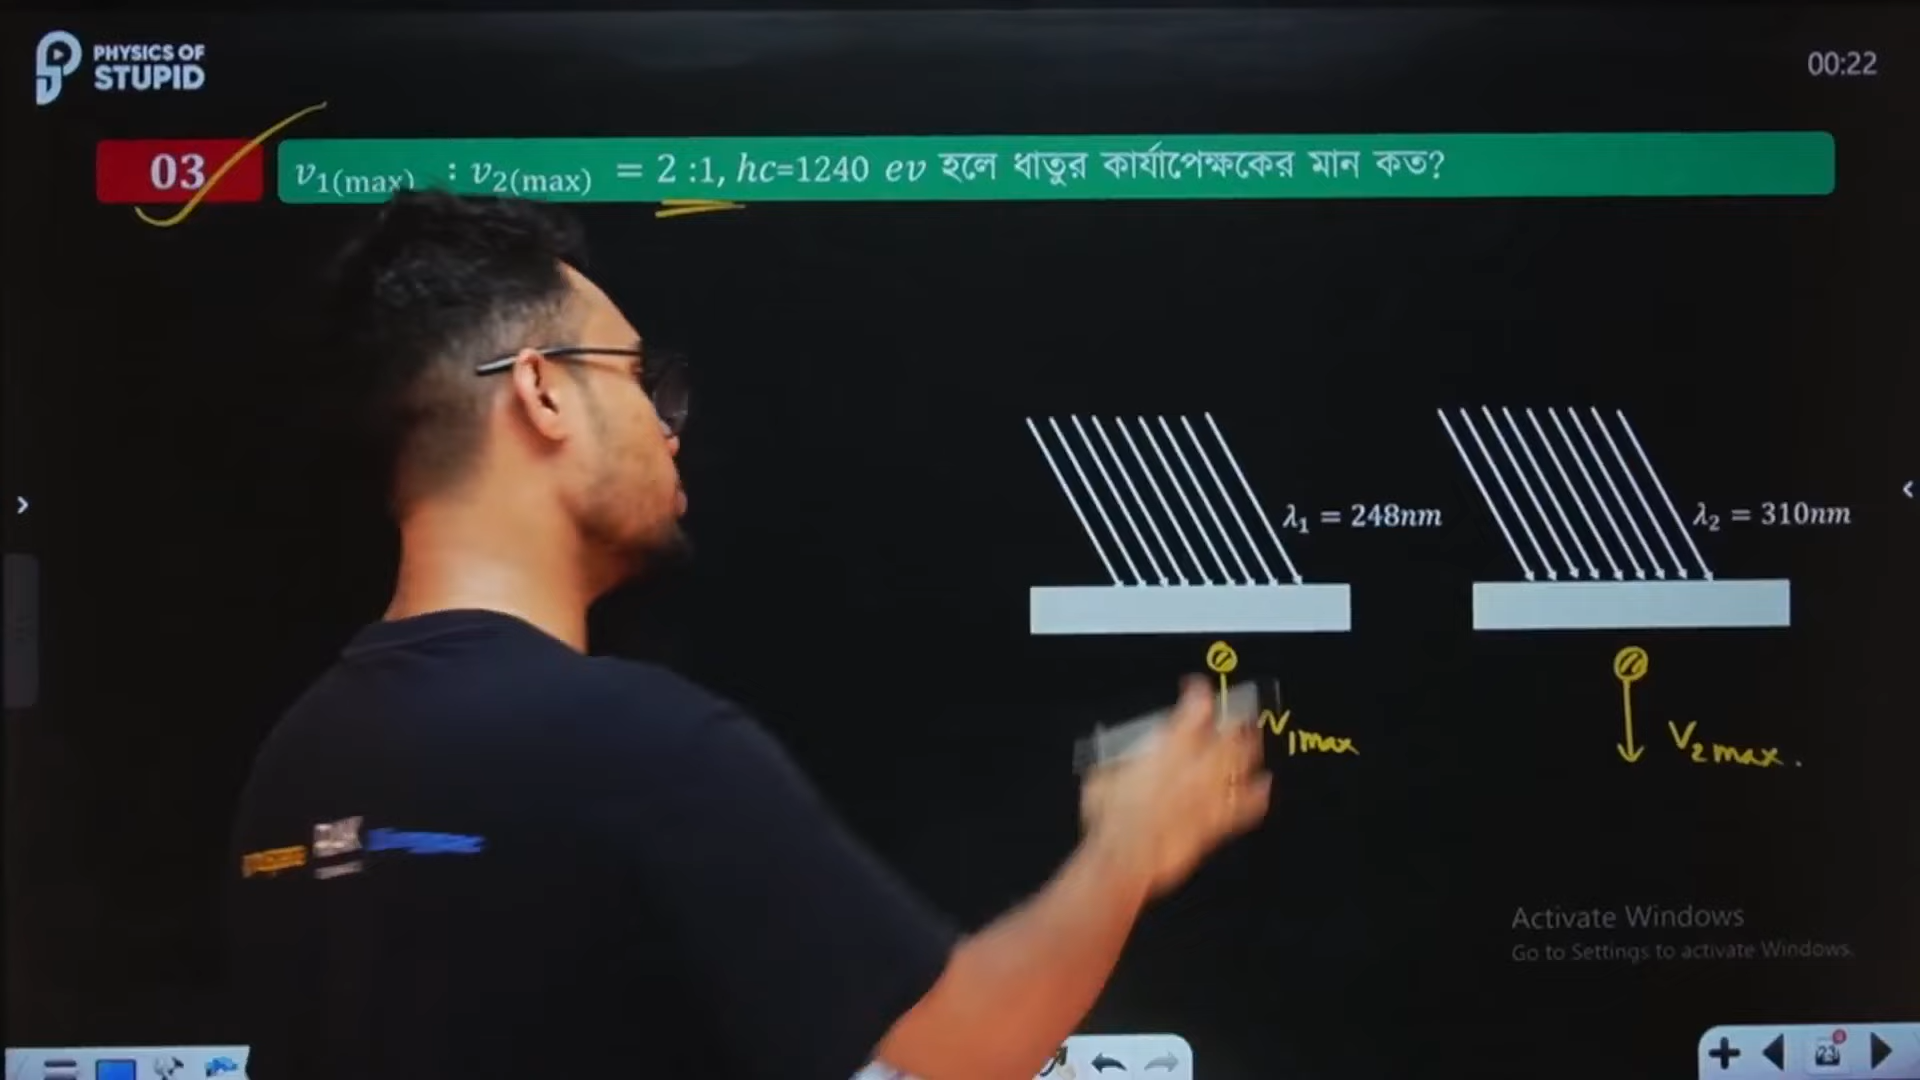 PHYSICS OF
STUPID
00:22
03
v1(max) : v2(max) = 2 :1, hc=1240 ev হলে ধাতুর কার্যাপেক্ষকের মান কত?
λ1 = 248nm
λ2 = 310nm
V1max
V2max.
Activate Windows
Go to Settings to activate Windows.